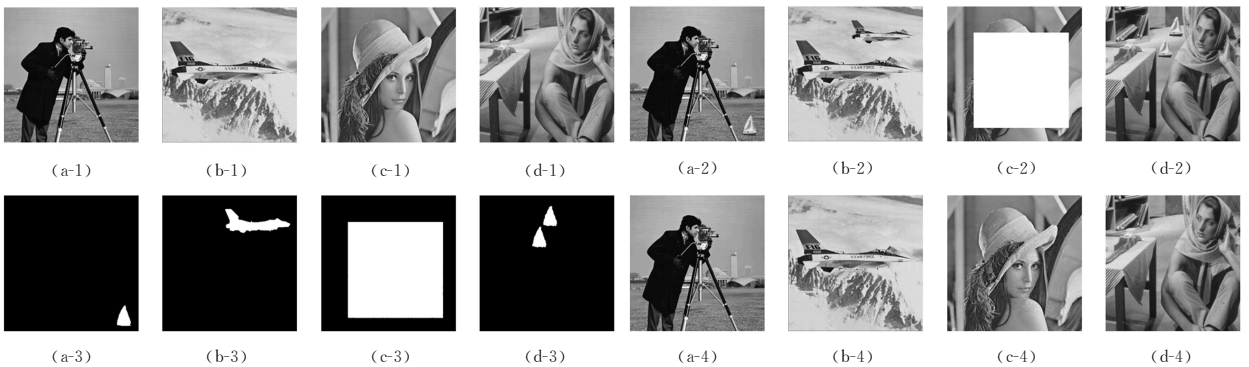 (a-1) (b-1) (c-1) (d-1) (a-2) (b-2) (c-2) (d-2)
(a-3) (b-3) (c-3) (d-3) (a-4) (b-4) (c-4) (d-4)